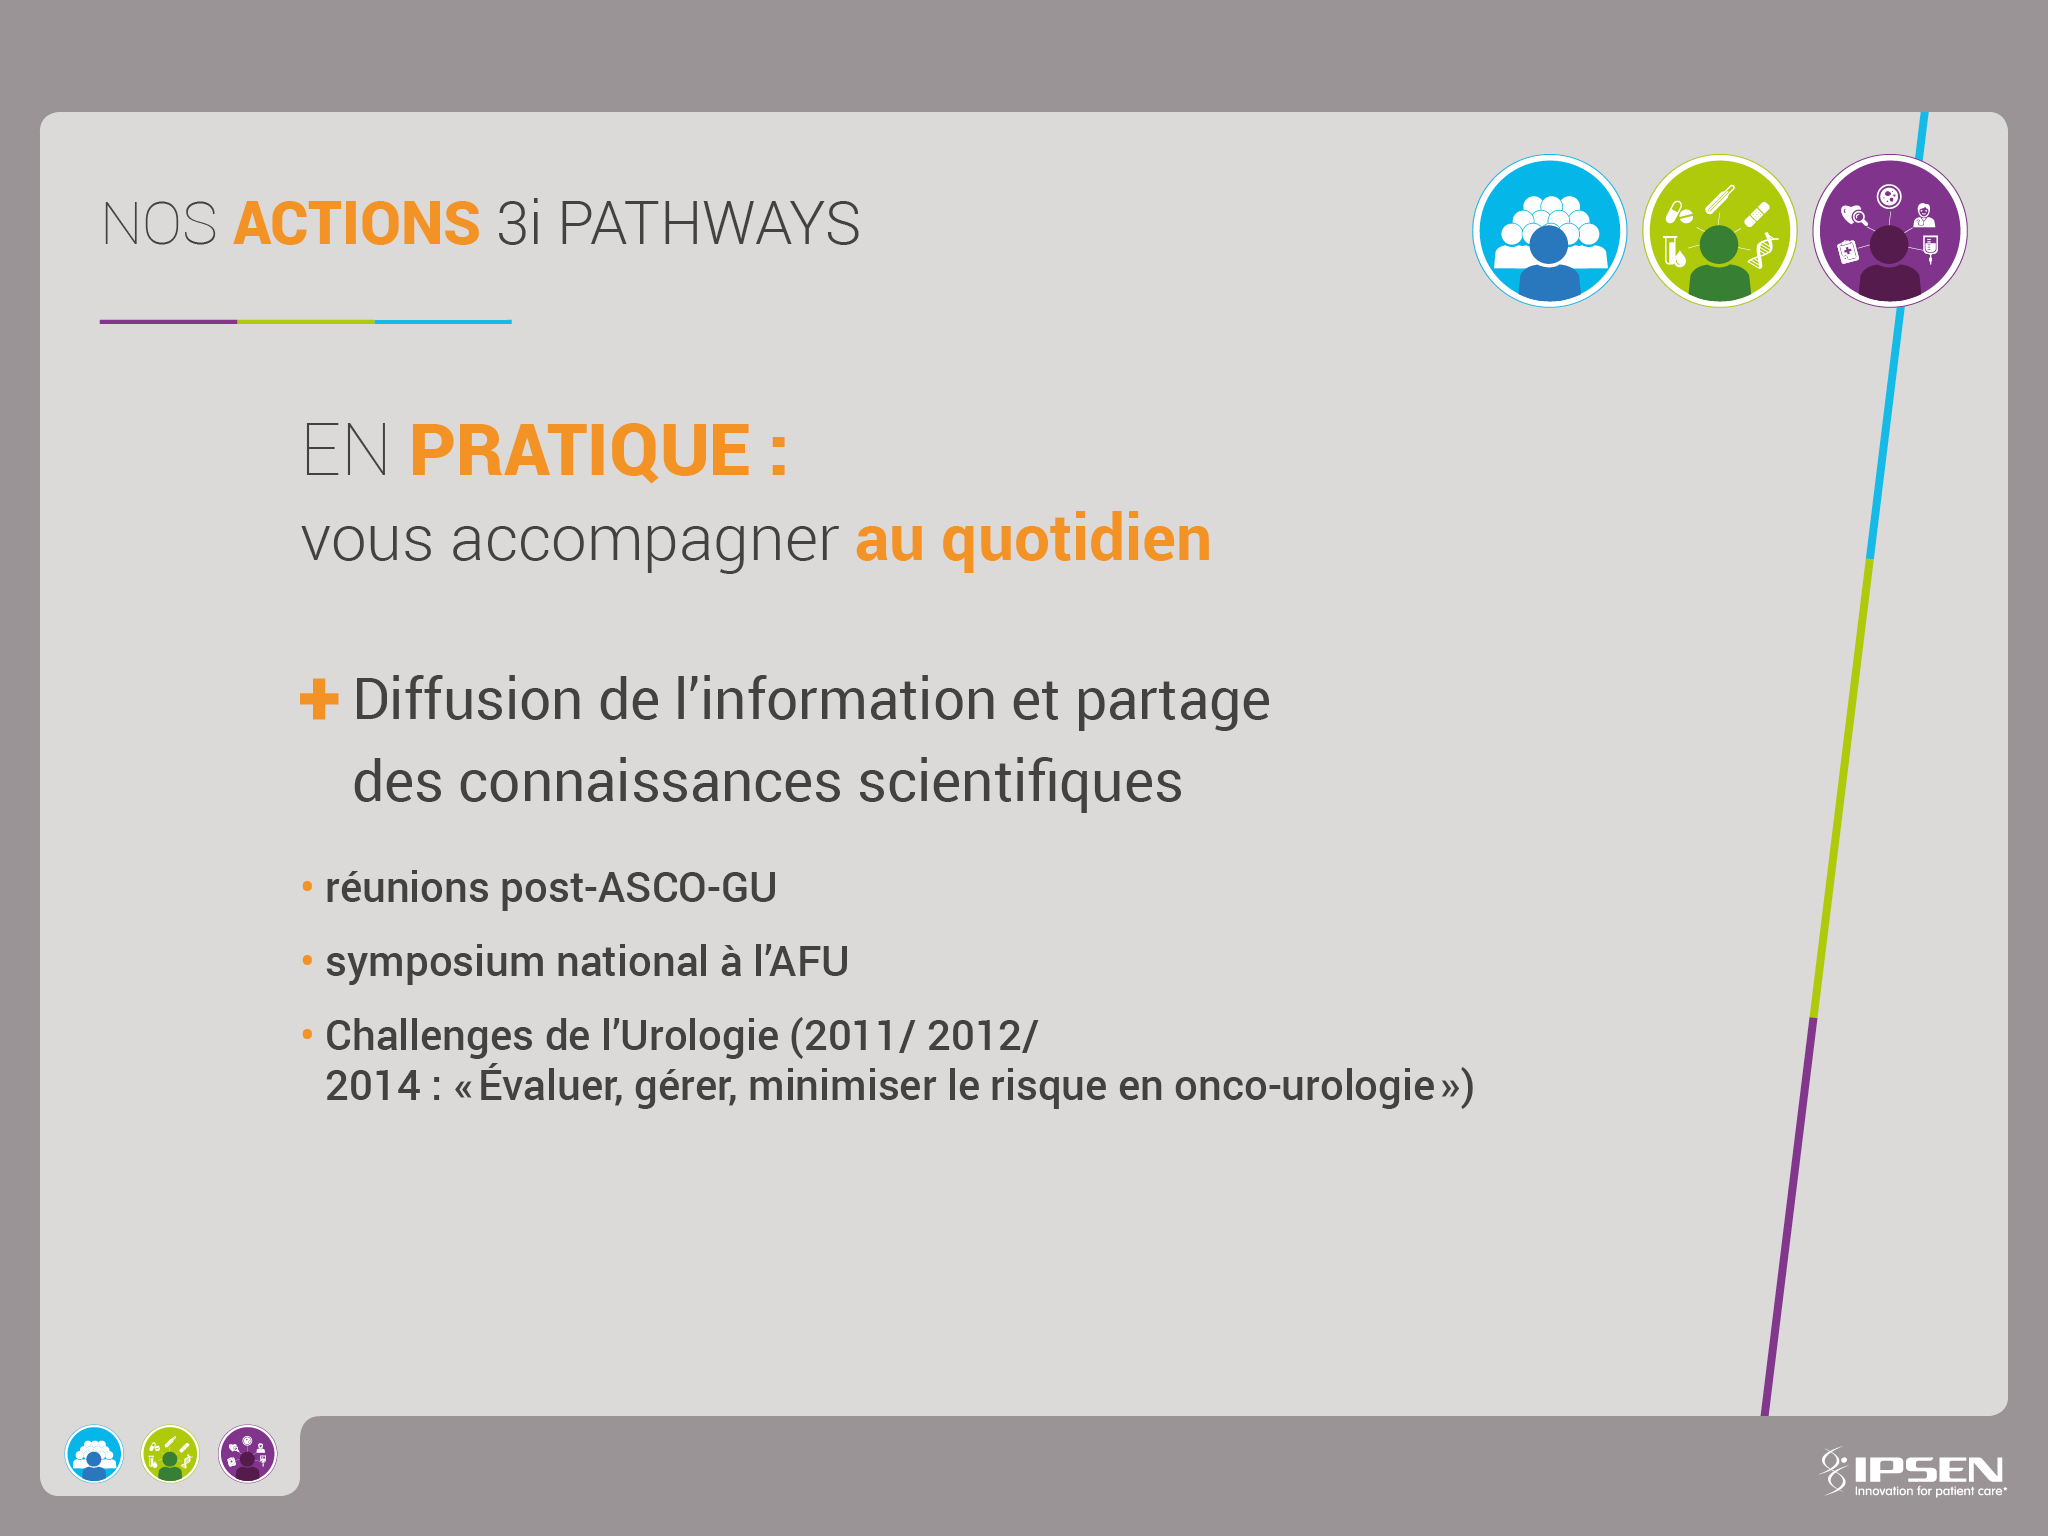 NOS ACTIONS 3i PATHWAYS
EN PRATIQUE :
vous accompagner au quotidien
+ Diffusion de l’information et partage
des connaissances scientifiques
• réunions post-ASCO-GU
• symposium national à l’AFU
• Challenges de l’Urologie (2011/ 2012/
2014 : « Évaluer, gérer, minimiser le risque en onco-urologie »)
IPSEN
Innovation for patient care*